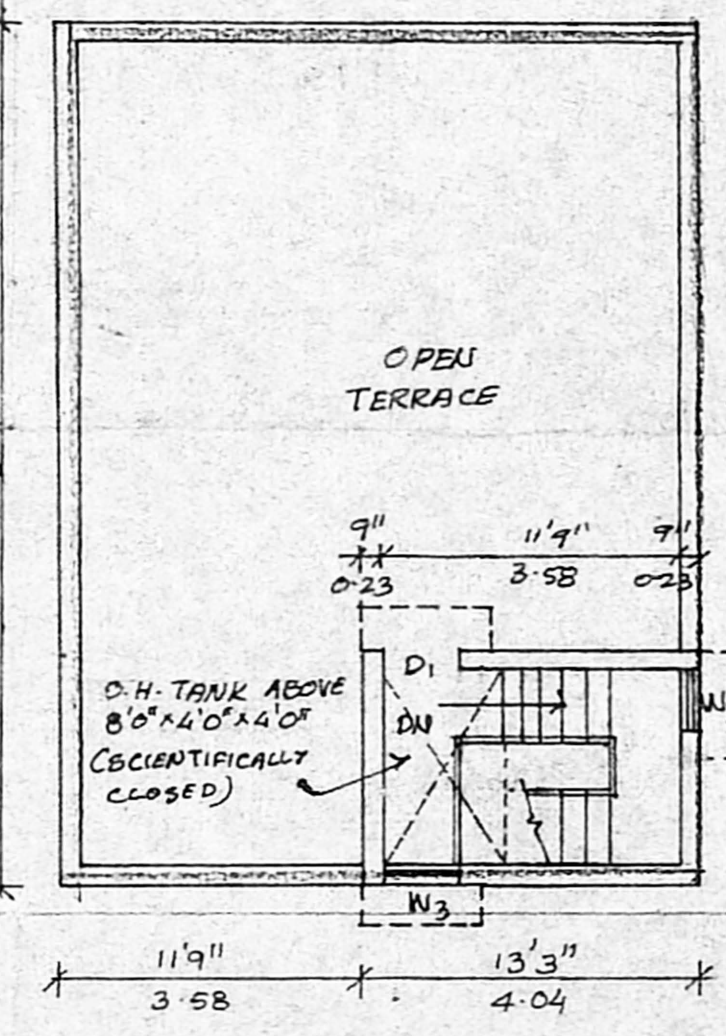 OPEN
TERRACE
9" 11'9" 9"
0.23 3.58 0.23
D1
O.H. TANK ABOVE
8'0" x 4'0" x 4'0"
(SCIENTIFICALLY
CLOSED)
DN
W
W3
11'9" 13'3"
3.58 4.04